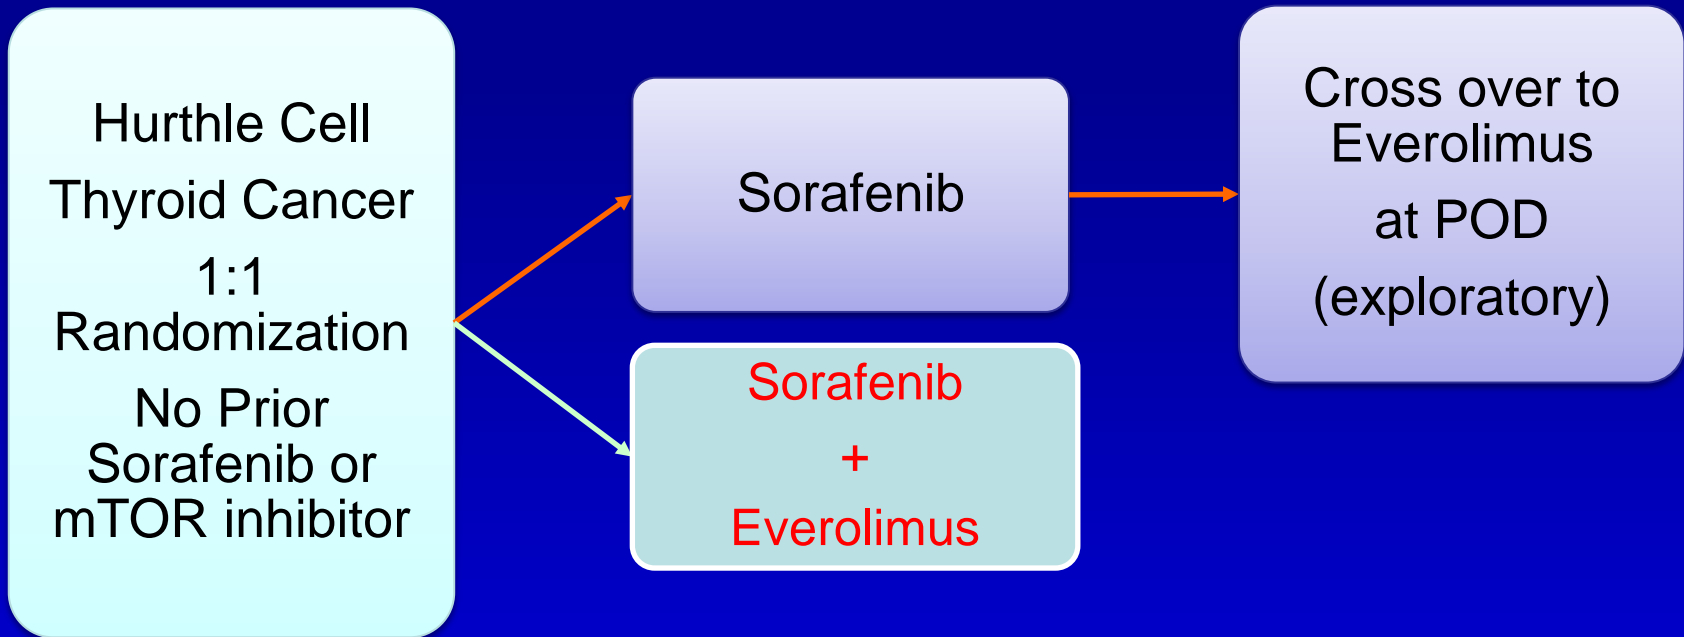 Hurthle Cell
Thyroid Cancer
1:1
Randomization
No Prior
Sorafenib or
mTOR inhibitor
Sorafenib
Sorafenib
+
Everolimus
Cross over to
Everolimus
at POD
(exploratory)